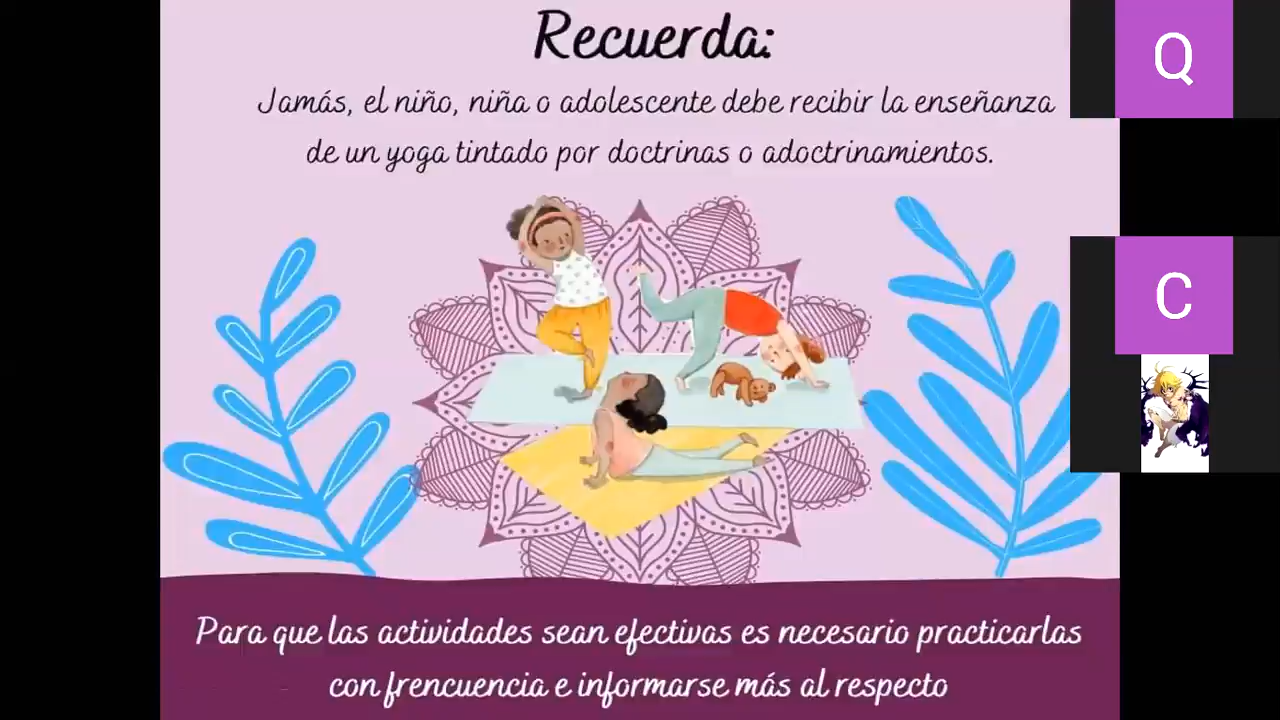 Recuerda:
Jamás, el niño, niña o adolescente debe recibir la enseñanza
de un yoga tintado por doctrinas o adoctrinamientos.
Para que las actividades sean efectivas es necesario practicarlas
con frencuencia e informarse más al respecto
Q
C